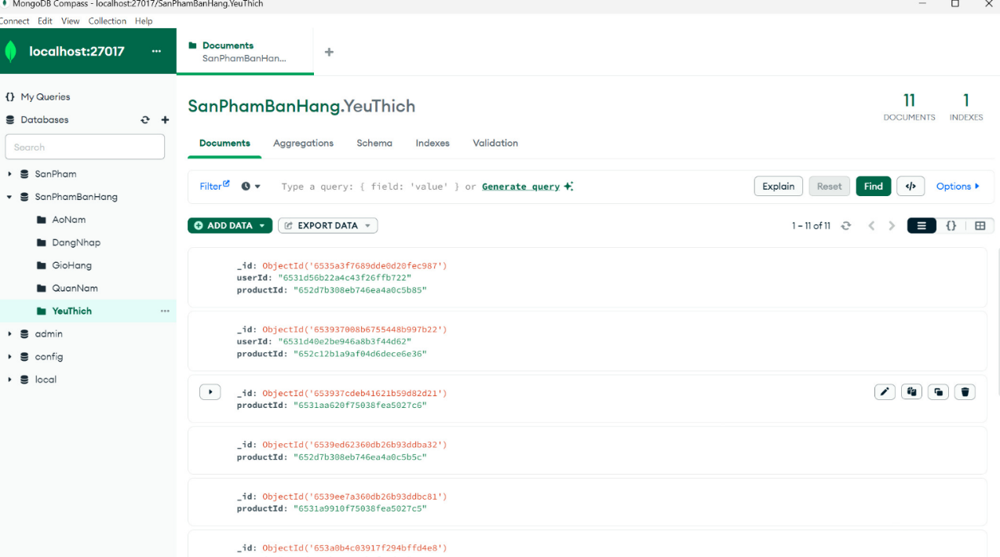 MongoDB Compass - localhost:27017/SanPhamBanHang.YeuThich
Connect Edit View Collection Help
localhost:27017 ...
Documents
SanPhamBanHan...
My Queries
Databases
Search
SanPham
SanPhamBanHang
AoNam
DangNhap
GioHang
QuanNam
YeuThich
admin
config
local
SanPhamBanHang.YeuThich
11
DOCUMENTS
1
INDEXES
Documents Aggregations Schema Indexes Validation
Filter Type a query: { field: 'value' } or Generate query Explain Reset Find </> Options
ADD DATA EXPORT DATA 1 – 11 of 11 {}
_id: ObjectId('6535a3f7689dde0d20fec987')
userId: "6531d56b22a4c43f26ffb722"
productId: "652d7b308eb746ea4a0c5b85"
_id: ObjectId('653937008b6755448b997b22')
userId: "6531d40e2be946a8b3f44d62"
productId: "652c12b1a9af04d6dece6e36"
_id: ObjectId('653937cdeb41621b59d82d21')
productId: "6531aa620f75038fea5027c6"
_id: ObjectId('6539ed62360db26b93ddba32')
productId: "652d7b308eb746ea4a0c5b5c"
_id: ObjectId('6539ee7a360db26b93ddbc81')
productId: "6531a9910f75038fea5027c5"
_id: ObjectId('653a0b4c03917f294bffd4e8')